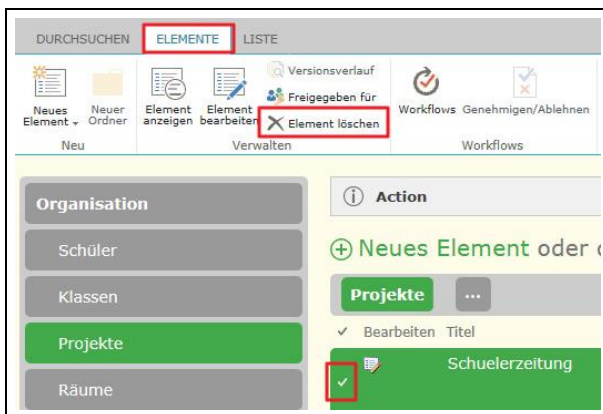 DURCHSUCHEN ELEMENTE LISTE
Neues Element
Neuer Ordner
Element anzeigen
Element bearbeiten
Versionsverlauf
Freigegeben für
Element löschen
Workflows
Genehmigen/Ablehnen
Neu
Verwalten
Workflows
Organisation
Schüler
Klassen
Projekte
Räume
Action
Neues Element oder
Projekte ...
Bearbeiten Titel
Schuelerzeitung